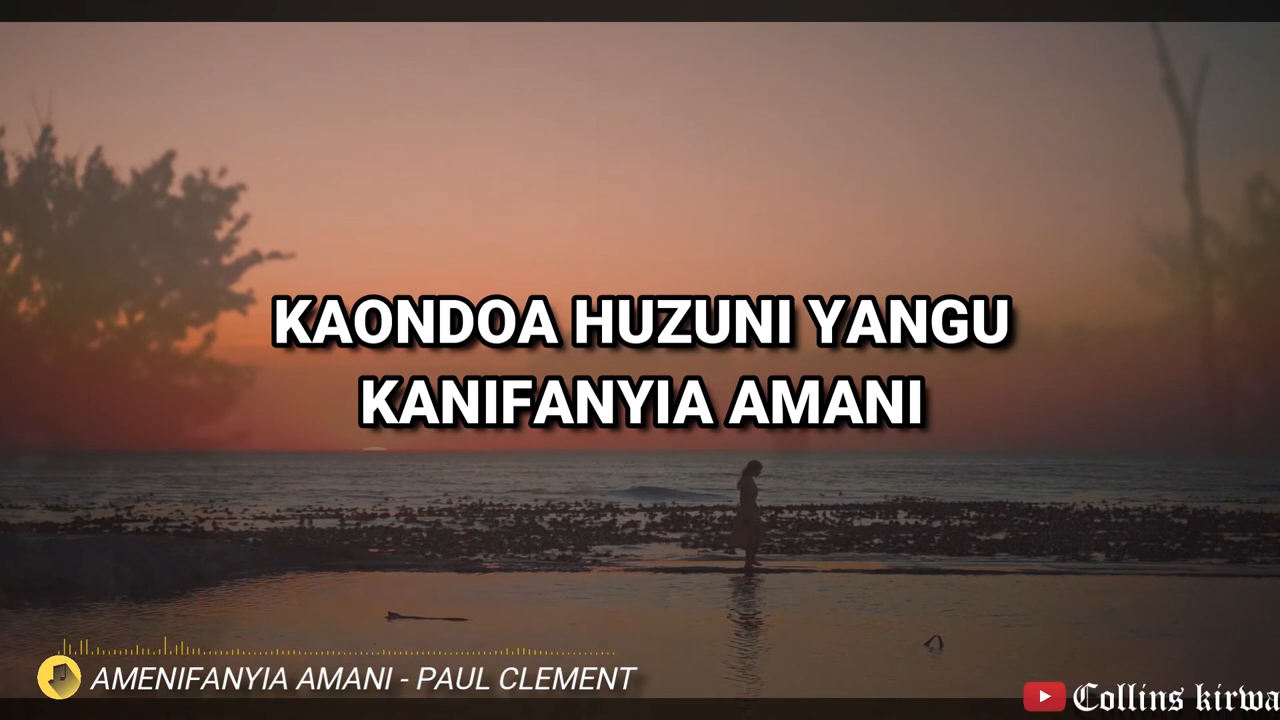 KAONDOA HUZUNI YANGU
KANIFANYIA AMANI
AMENIFANYIA AMANI - PAUL CLEMENT
Collins kirwa